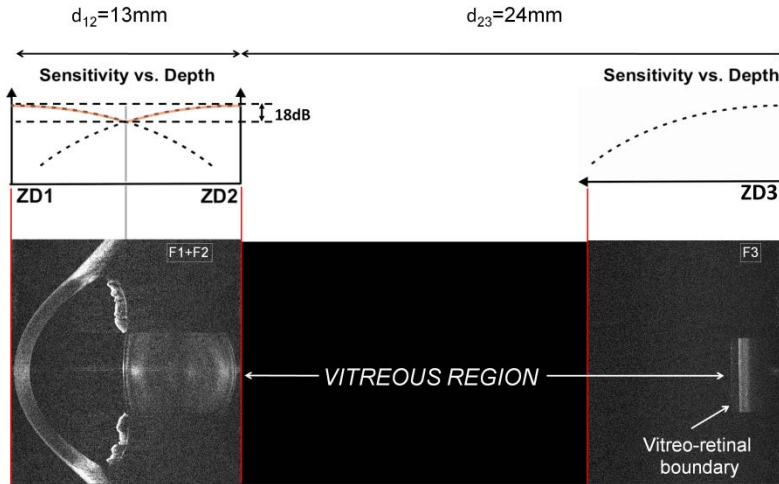 d₁₂=13mm
d₂₃=24mm
Sensitivity vs. Depth
Sensitivity vs. Depth
18dB
ZD1
ZD2
ZD3
F1+F2
F3
VITREOUS REGION
Vitreo-retinal
boundary